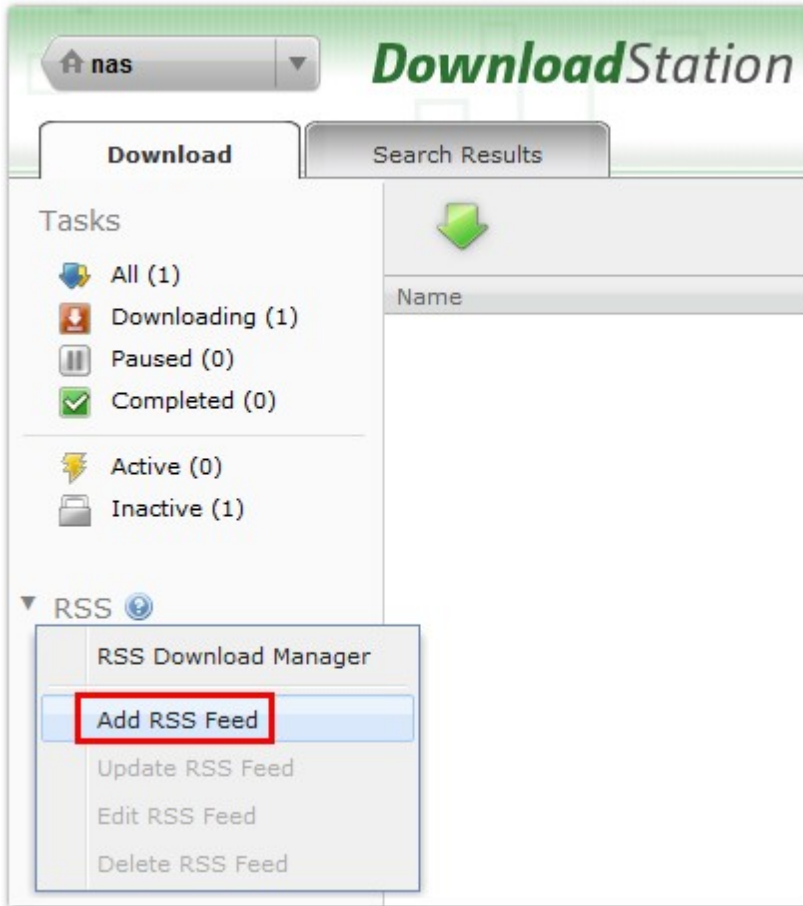 nas
DownloadStation
Download
Search Results
Tasks
All (1)
Downloading (1)
Paused (0)
Completed (0)
Active (0)
Inactive (1)
Name
RSS
RSS Download Manager
Add RSS Feed
Update RSS Feed
Edit RSS Feed
Delete RSS Feed